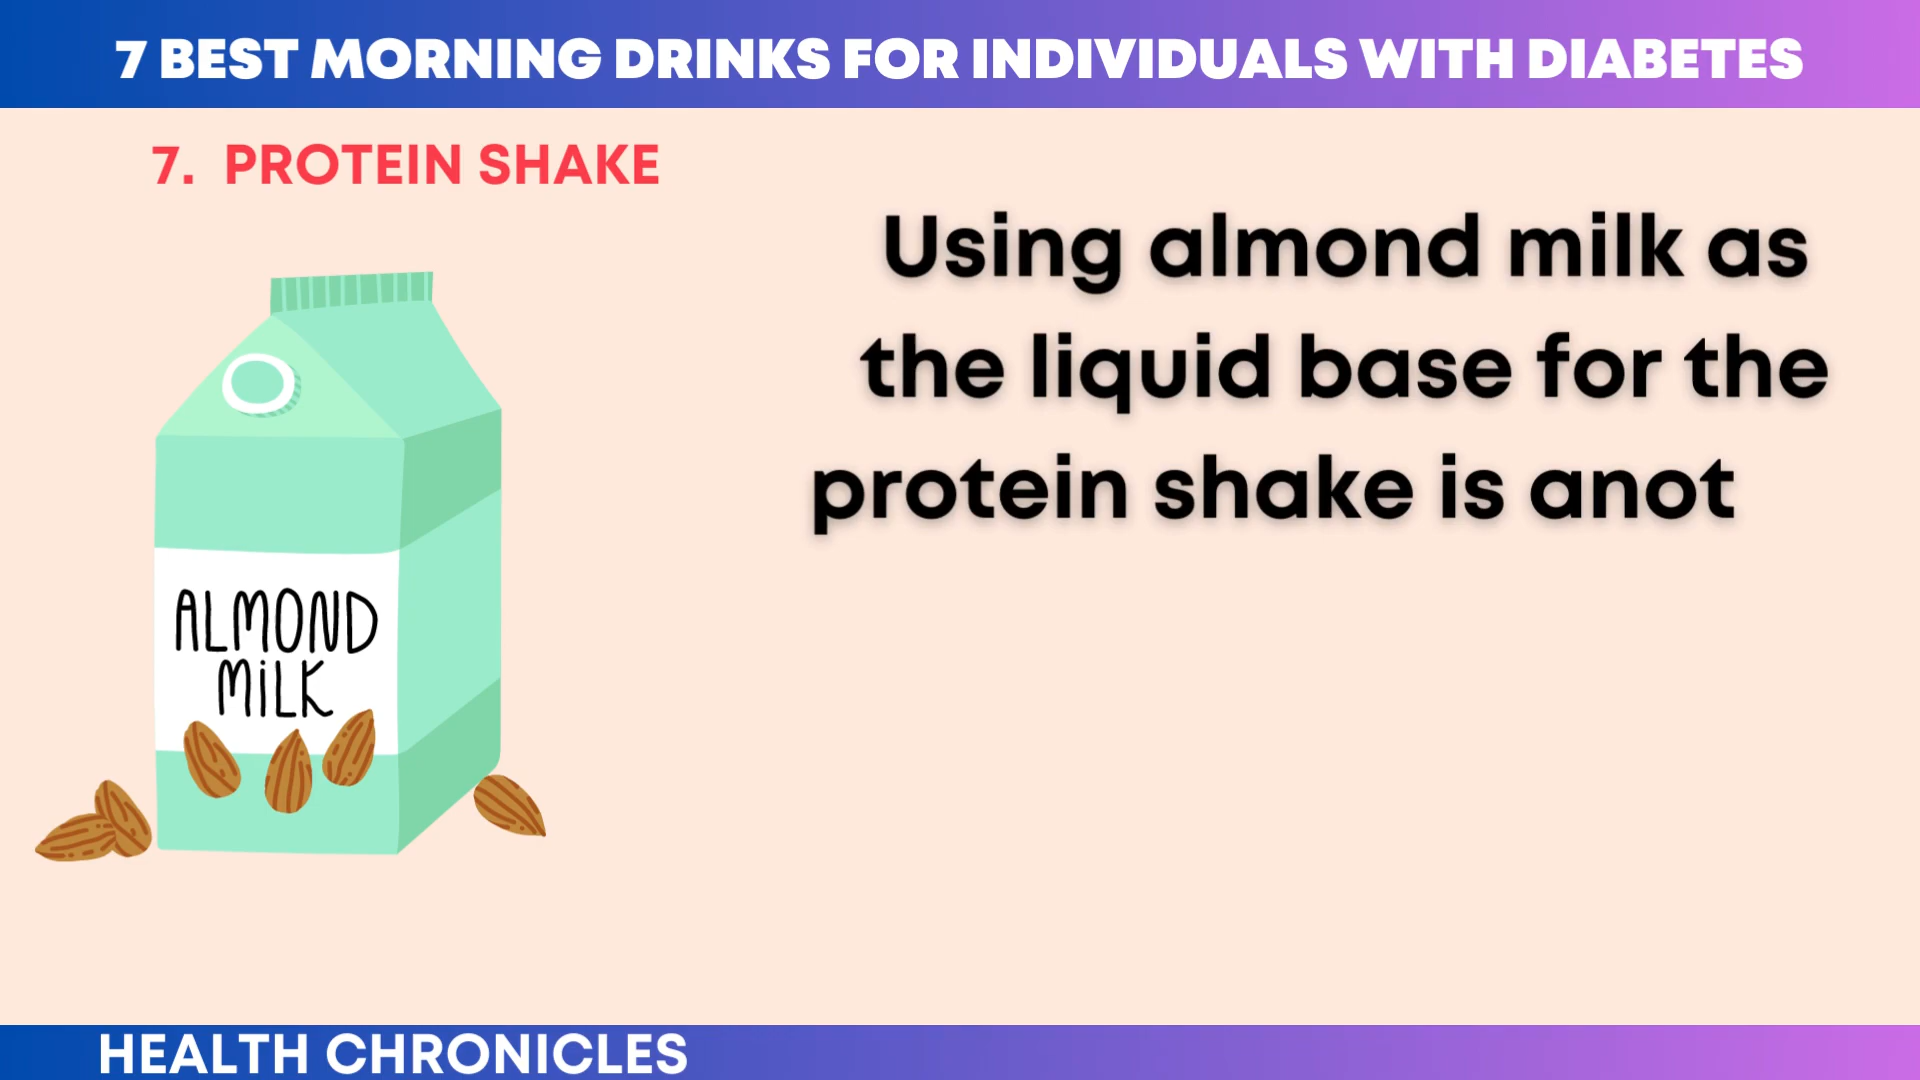 7 BEST MORNING DRINKS FOR INDIVIDUALS WITH DIABETES
7. PROTEIN SHAKE
Using almond milk as
the liquid base for the
protein shake is anot
ALMOND
MiLK
HEALTH CHRONICLES